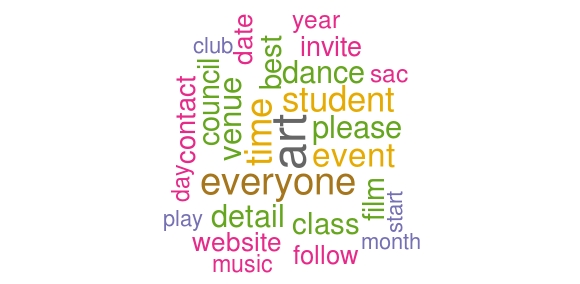 year
club
date
invite
best
dance
sac
council
contact
venue
student
time
art
please
event
day
everyone
film
start
play
detail
class
website
month
music
follow